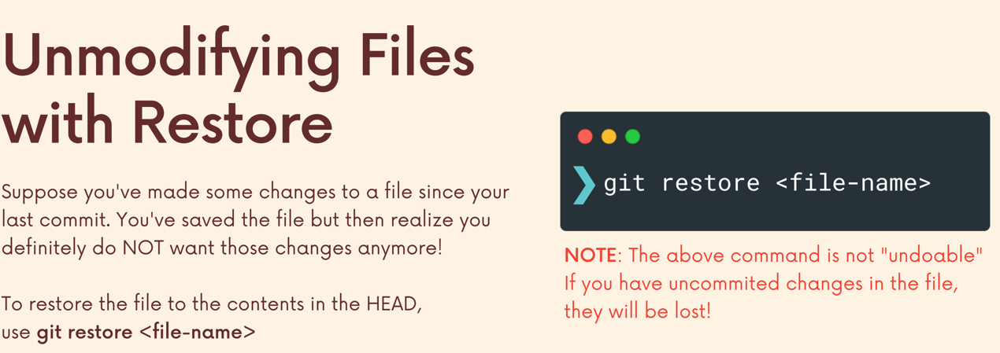 Unmodifying Files
with Restore
Suppose you've made some changes to a file since your
last commit. You've saved the file but then realize you
definitely do NOT want those changes anymore!
To restore the file to the contents in the HEAD,
use git restore <file-name>
❯ git restore <file-name>
NOTE: The above command is not "undoable"
If you have uncommited changes in the file,
they will be lost!